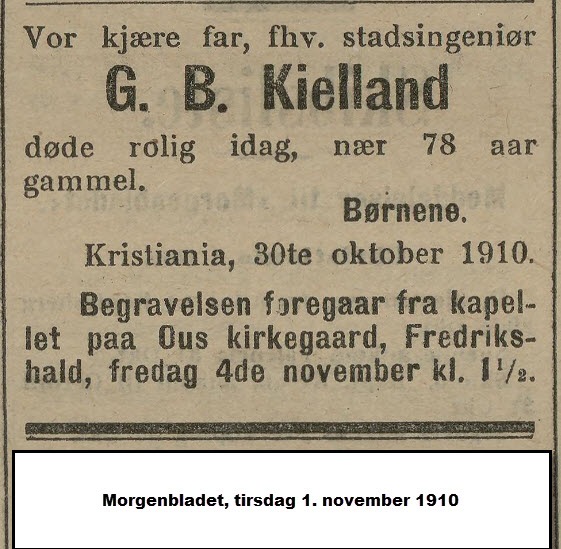 Vor kjære far, fhv. stadsingeniør
G. B. Kielland
døde rolig idag, nær 78 aar
gammel.
Børnene.
Kristiania, 30te oktober 1910.
Begravelsen foregaar fra kapel-
let paa Ous kirkegaard, Fredriks-
hald, fredag 4de november kl. 1½.
Morgenbladet, tirsdag 1. november 1910